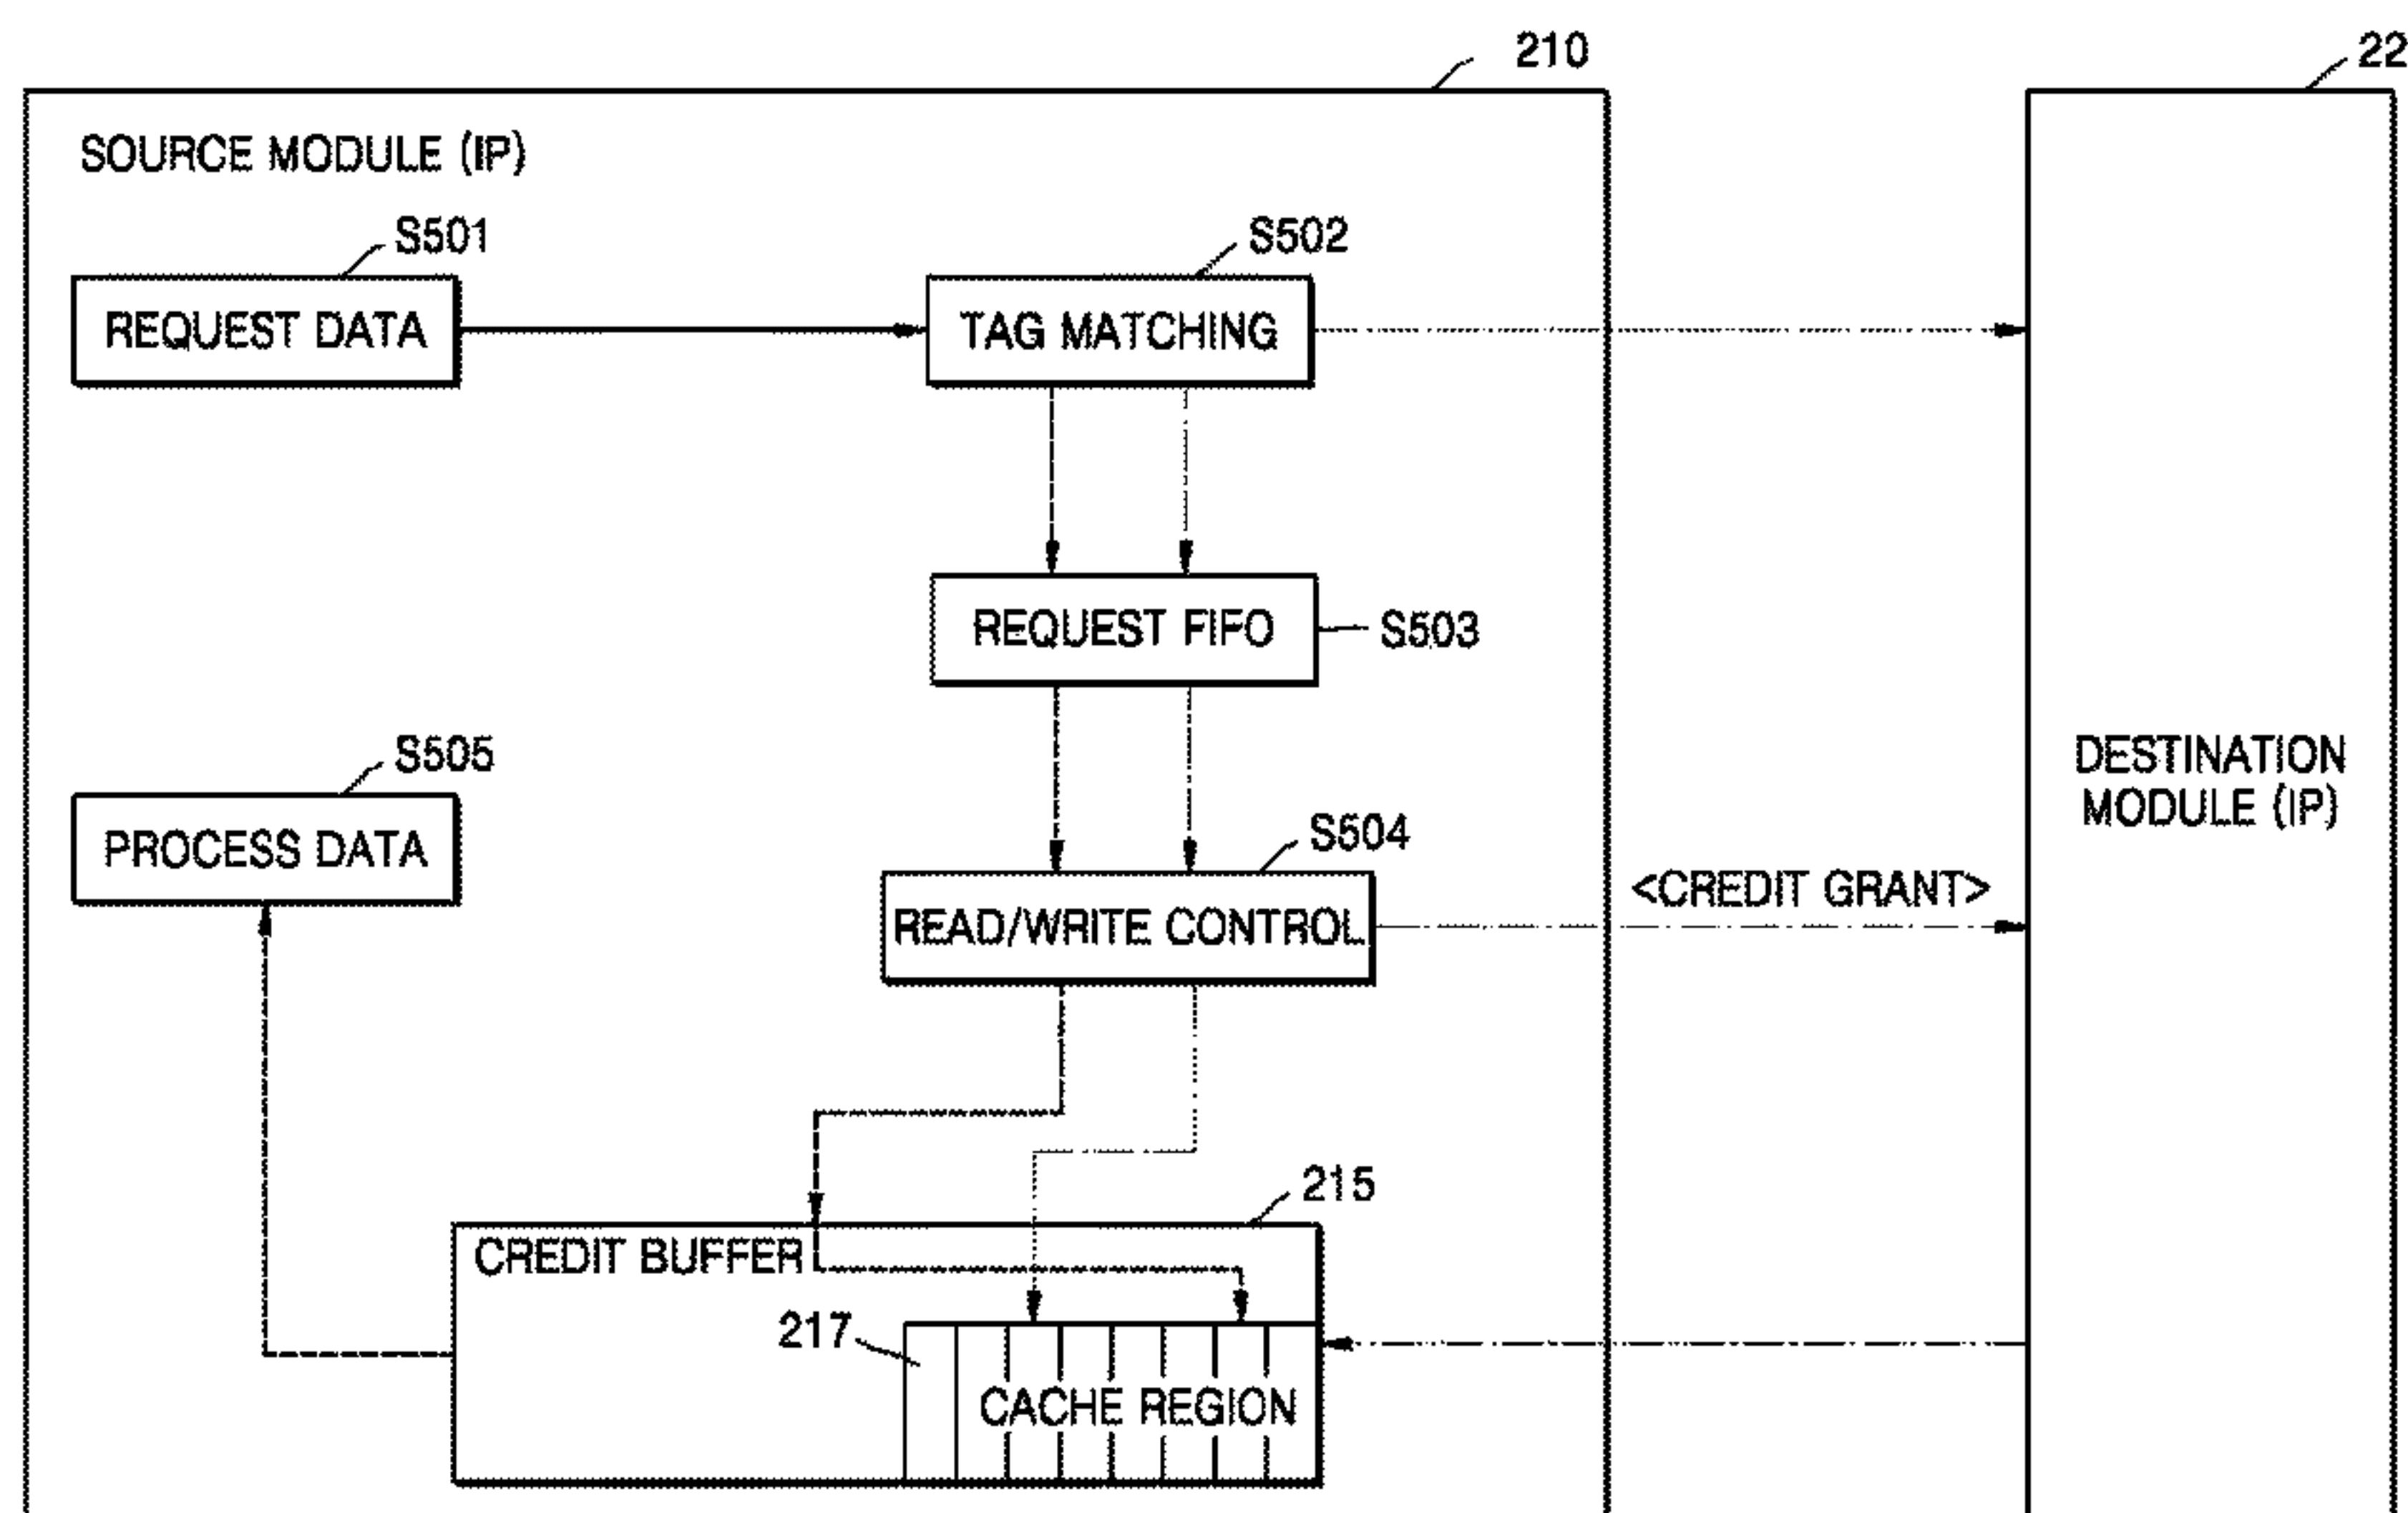 210
22
SOURCE MODULE (IP)
S501
S502
REQUEST DATA
TAG MATCHING
REQUEST FIFO
S503
S505
PROCESS DATA
S504
READ/WRITE CONTROL
<CREDIT GRANT>
DESTINATION
MODULE (IP)
215
CREDIT BUFFER
217
CACHE REGION